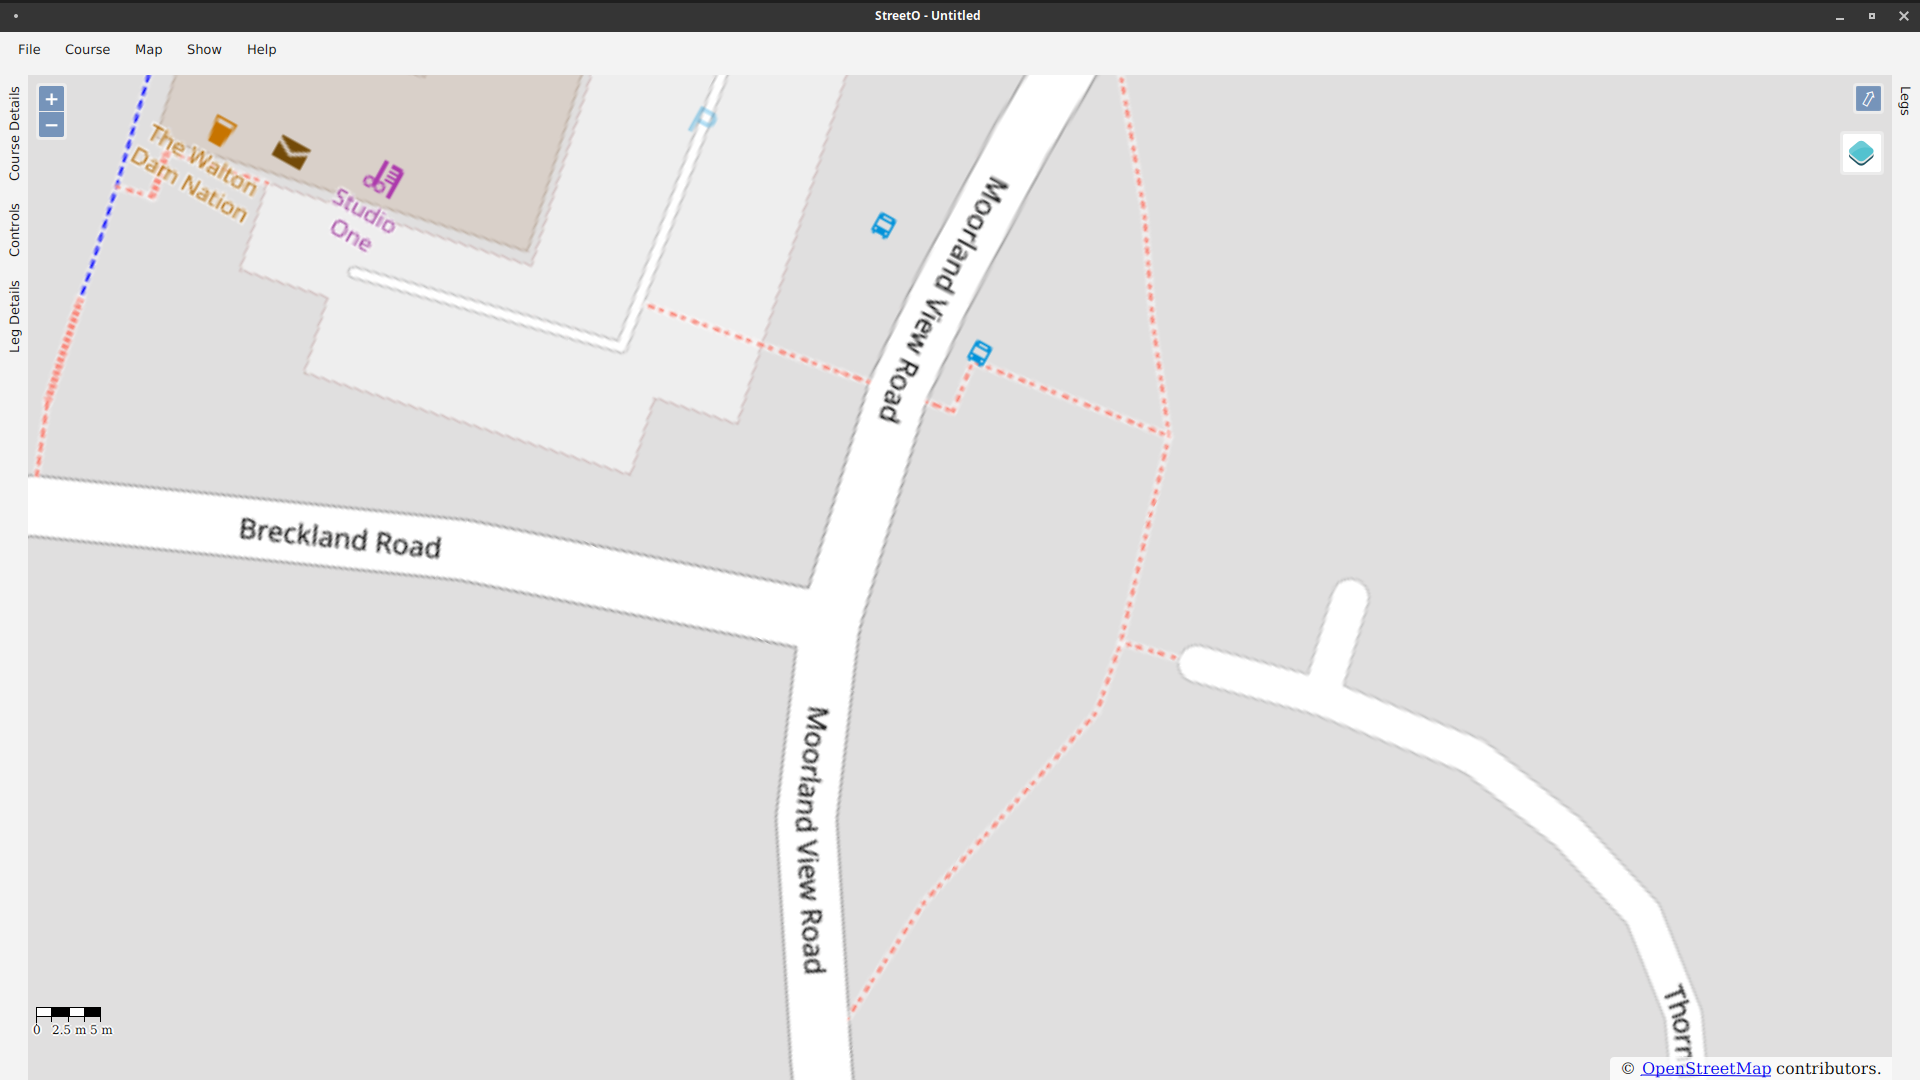 StreetO - Untitled
File Course Map Show Help
Course Details
Controls
Leg Details
Legs
+
−
The Walton
Dam Nation
Studio
One
P
Moorland View Road
Breckland Road
Moorland View Road
Thorn
0 2.5 m 5 m
© OpenStreetMap contributors.